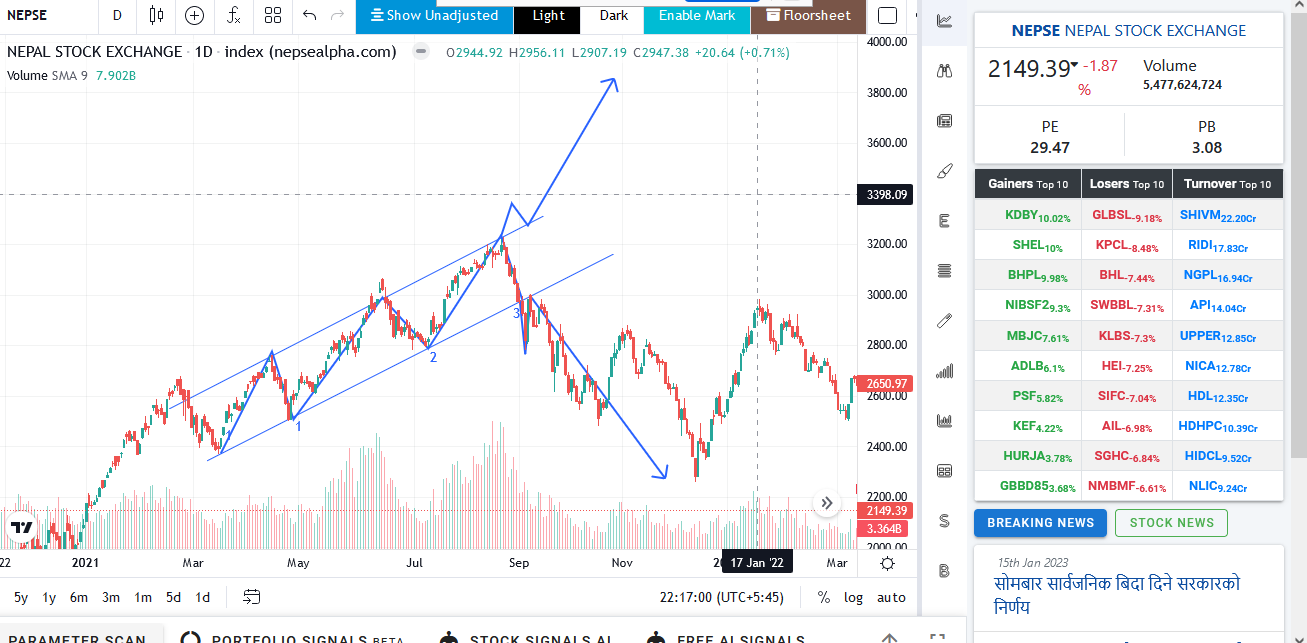 NEPSE D Show Unadjusted Light Dark Enable Mark Floorsheet
NEPAL STOCK EXCHANGE · 1D · index (nepsealpha.com) O2944.92 H2956.11 L2907.19 C2947.38 +20.64 (+0.71%)
Volume SMA 9 7.902B
4000.00
3800.00
3600.00
3398.09
3200.00
3000.00
2800.00
2650.97
2600.00
2400.00
2200.00
2149.39
3.364B
2000.00
1
2
3
22 2021 Mar May Jul Sep Nov 17 Jan '22 Mar
5y 1y 6m 3m 1m 5d 1d 22:17:00 (UTC+5:45) % log auto
PARAMETER SCAN PORTFOLIO SIGNALS BETA STOCK SIGNALS AI FREE AI SIGNALS
E
S
B
NEPSE NEPAL STOCK EXCHANGE
2149.39 -1.87 %
Volume
5,477,624,724
PE PB
29.47 3.08
Gainers Top 10 Losers Top 10 Turnover Top 10
KDBY10.02% GLBSL-9.18% SHIVM22.20Cr
SHEL10% KPCL-8.48% RIDI17.83Cr
BHPL9.98% BHL-7.44% NGPL16.94Cr
NIBSF29.3% SWBBL-7.31% API14.04Cr
MBJC7.61% KLBS-7.3% UPPER12.85Cr
ADLB6.1% HEI-7.25% NICA12.78Cr
PSF5.82% SIFC-7.04% HDL12.35Cr
KEF4.22% AIL-6.98% HDHPC10.39Cr
HURJA3.78% SGHC-6.84% HIDCL9.52Cr
GBBD853.68% NMBMF-6.61% NLIC9.24Cr
BREAKING NEWS STOCK NEWS
15th Jan 2023
सोमबार सार्वजनिक बिदा दिने सरकारको
निर्णय